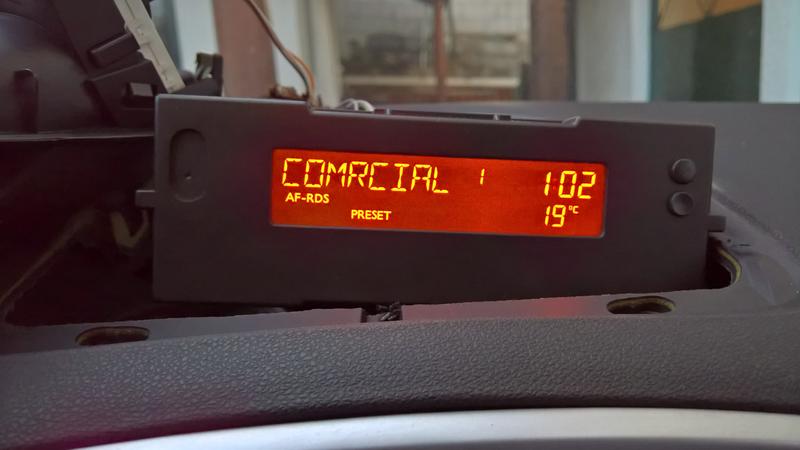 COMRCIAL 1 1:02
AF-RDS
PRESET 19°C